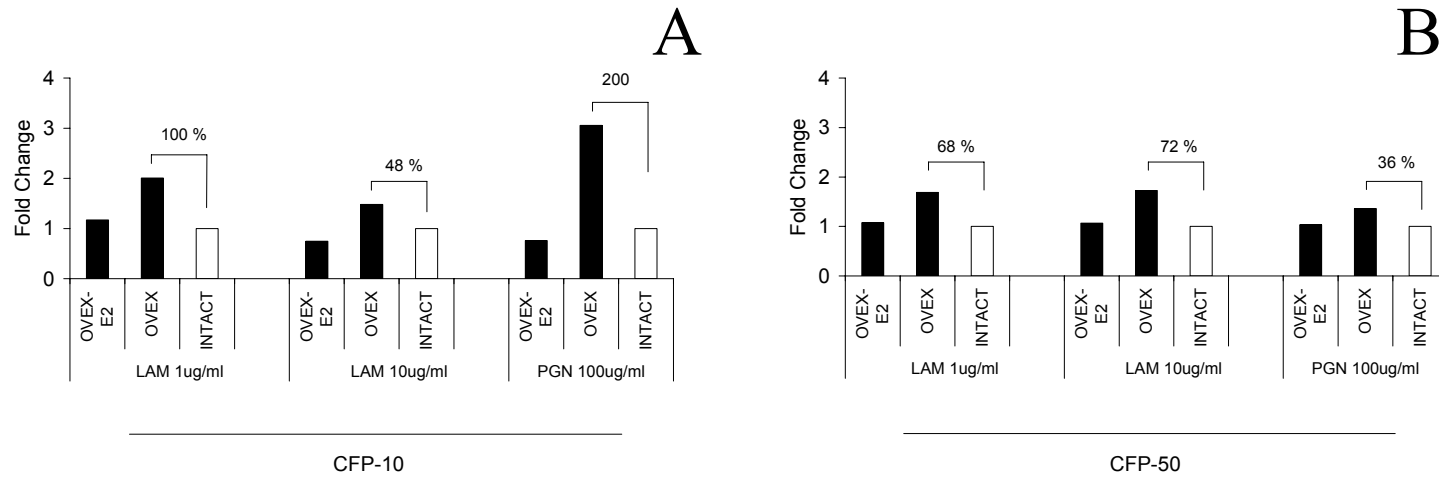 A
Fold Change
4
3
2
1
0
100 %
48 %
200
OVEX-
E2
OVEX
INTACT
OVEX-
E2
OVEX
INTACT
OVEX-
E2
OVEX
INTACT
LAM 1ug/ml
LAM 10ug/ml
PGN 100ug/ml
CFP-10
B
Fold Change
4
3
2
1
0
68 %
72 %
36 %
OVEX-
E2
OVEX
INTACT
OVEX-
E2
OVEX
INTACT
OVEX-
E2
OVEX
INTACT
LAM 1ug/ml
LAM 10ug/ml
PGN 100ug/ml
CFP-50